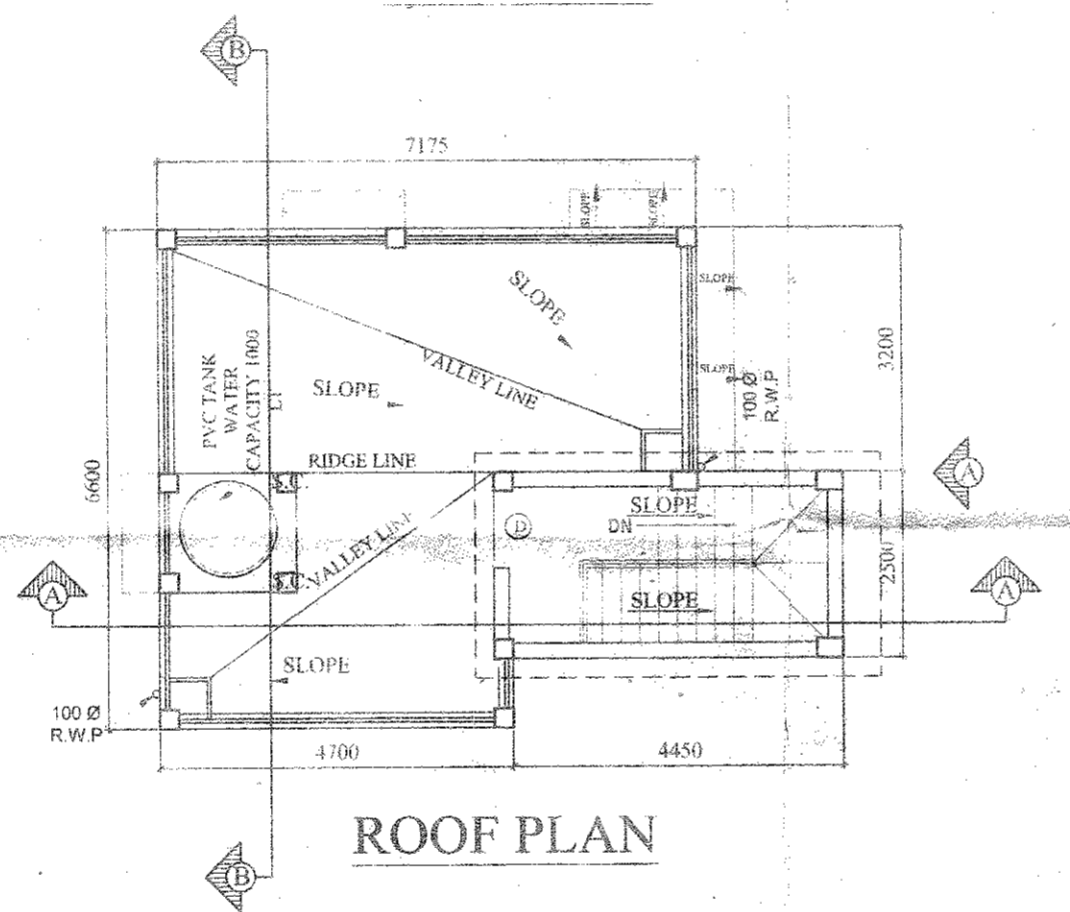 B
7175
SLOPE
SLOPE
SLOPE
SLOPE
SLOPE
100 Ø
R.W.P
3200
VALLEY LINE
SLOPE
PVC TANK
WATER
CAPACITY 1000
RIDGE LINE
6600
S.C
A
SLOPE
D
DN
VALLEY LINE
S.C
2500
A
A
SLOPE
SLOPE
100 Ø
R.W.P
4700
4450
ROOF PLAN
B